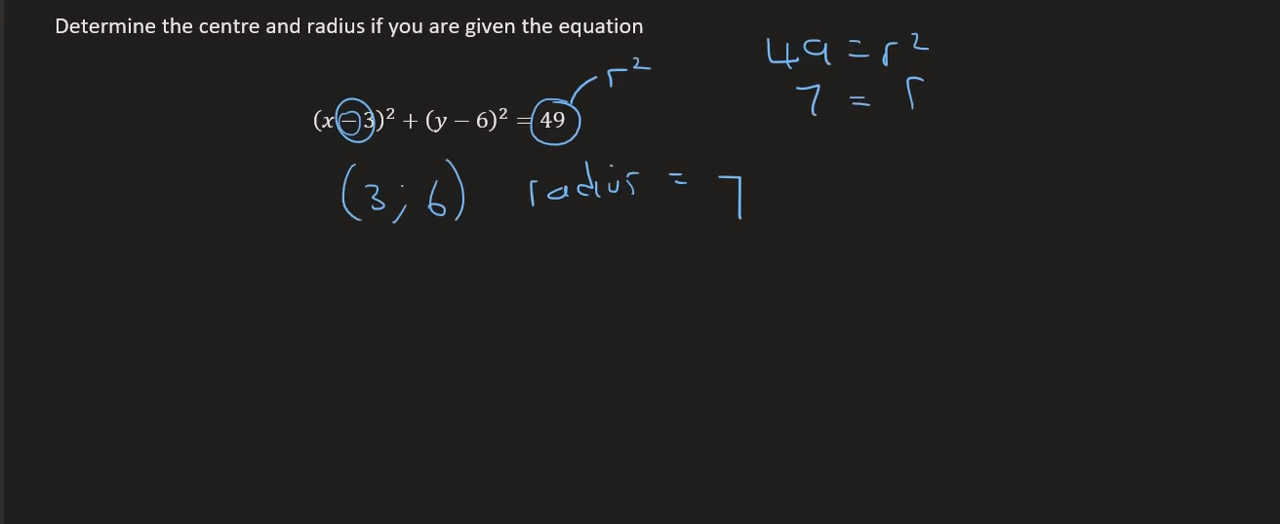 Determine the centre and radius if you are given the equation
49 = r²
r²
7 = r
(x − 3)² + (y − 6)² = 49
(3; 6) radius = 7